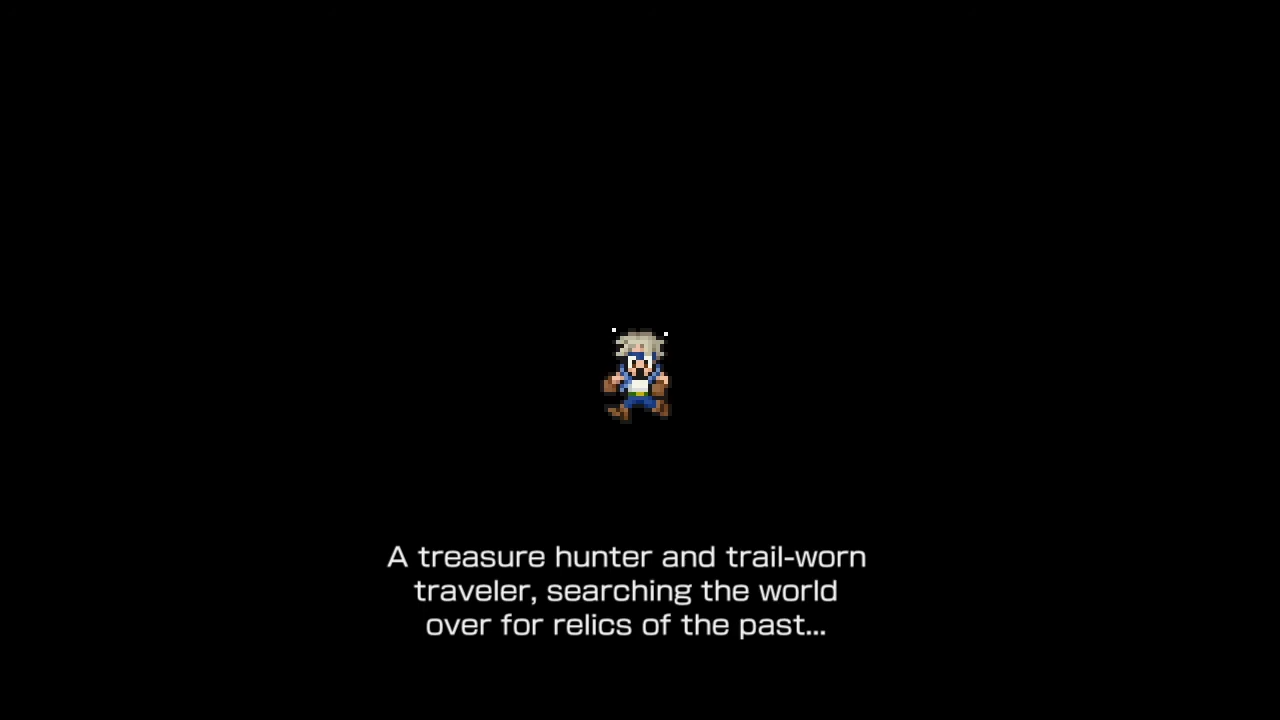 A treasure hunter and trail-worn
traveler, searching the world
over for relics of the past...